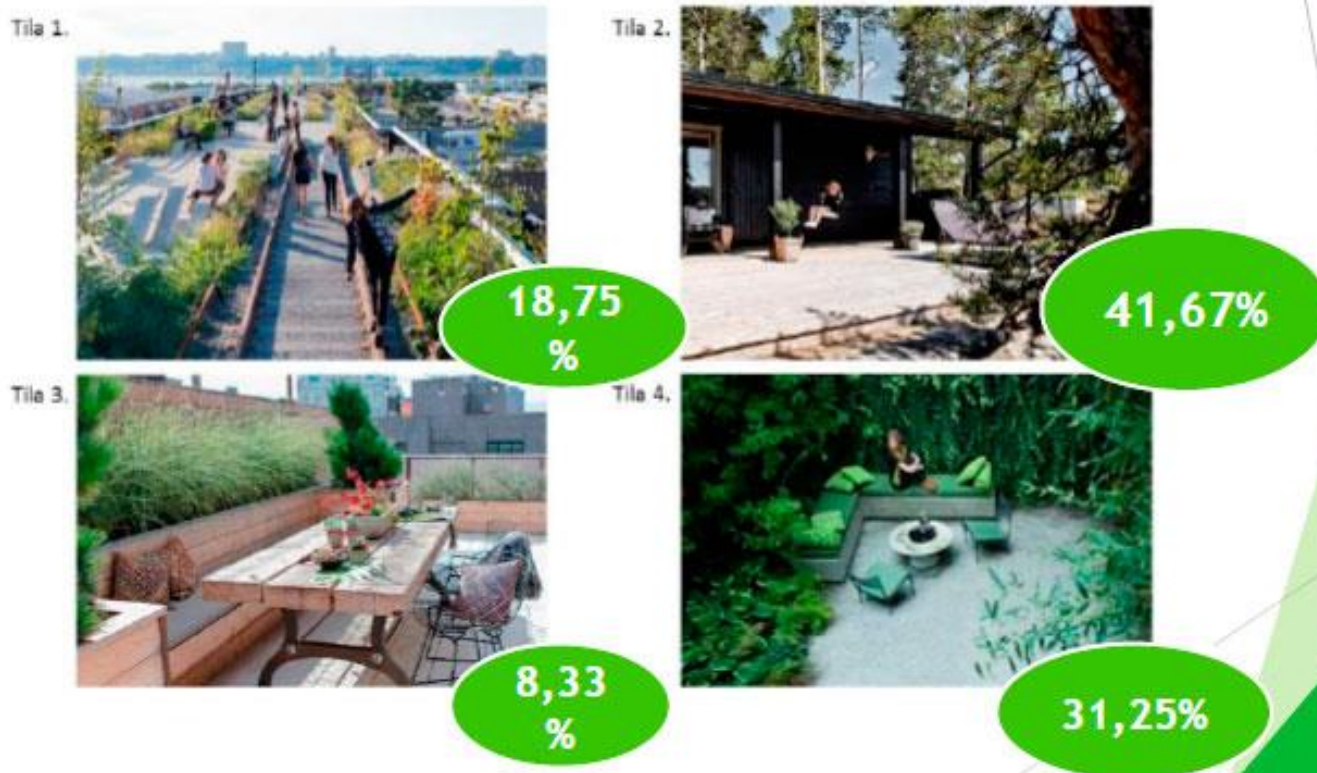 Tila 1.
Tila 2.
18,75
%
41,67%
Tila 3.
Tila 4.
8,33
%
31,25%